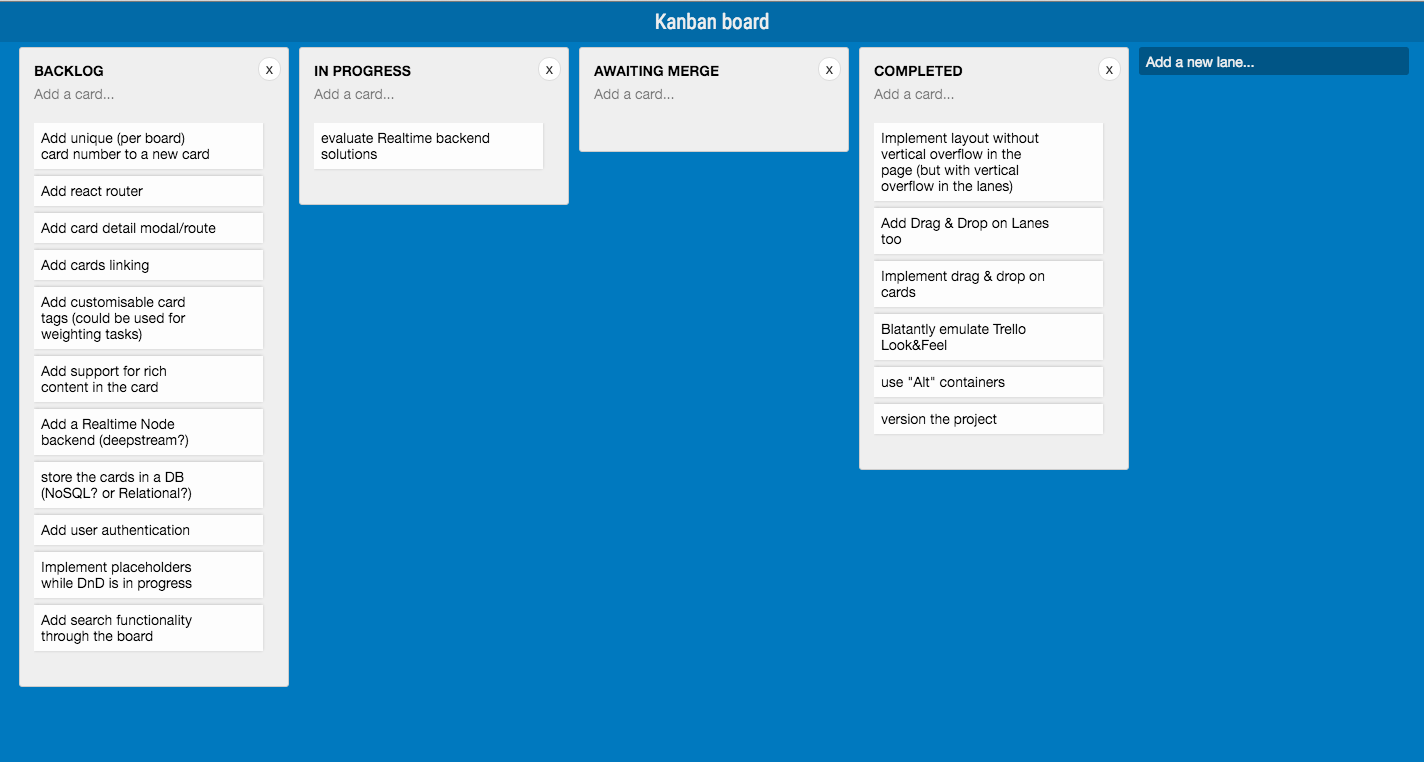 Kanban board
BACKLOG
x
Add a card...
Add unique (per board)
card number to a new card
Add react router
Add card detail modal/route
Add cards linking
Add customisable card
tags (could be used for
weighting tasks)
Add support for rich
content in the card
Add a Realtime Node
backend (deepstream?)
store the cards in a DB
(NoSQL? or Relational?)
Add user authentication
Implement placeholders
while DnD is in progress
Add search functionality
through the board
IN PROGRESS
x
Add a card...
evaluate Realtime backend
solutions
AWAITING MERGE
x
Add a card...
COMPLETED
x
Add a card...
Implement layout without
vertical overflow in the
page (but with vertical
overflow in the lanes)
Add Drag & Drop on Lanes
too
Implement drag & drop on
cards
Blatantly emulate Trello
Look&Feel
use "Alt" containers
version the project
Add a new lane...